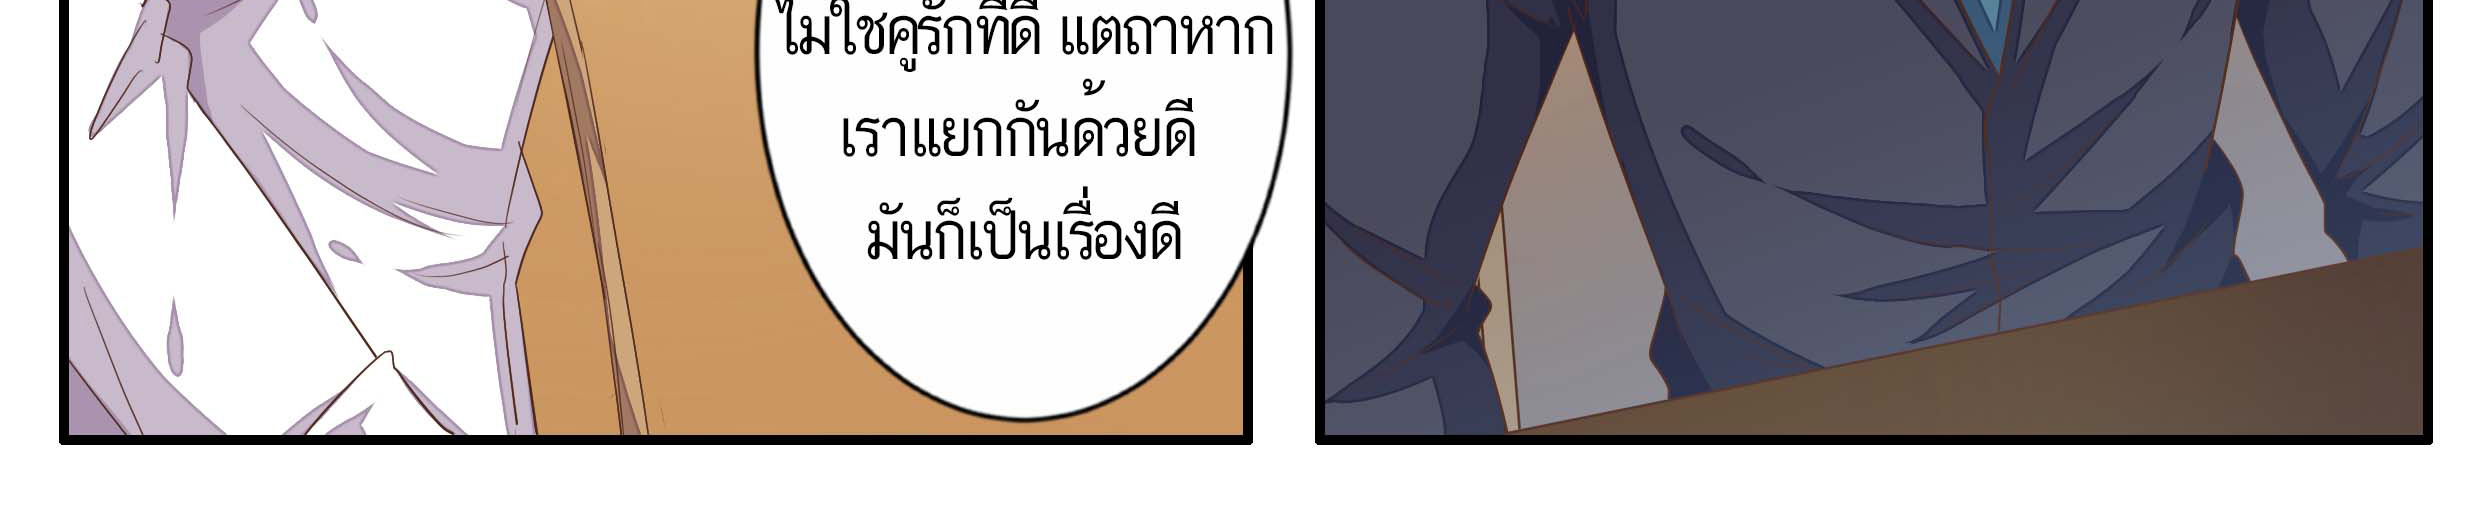 ไม่ใช่คู่รักที่ดี แต่ถ้าหาก
เราแยกกันด้วยดี
มันก็เป็นเรื่องดี